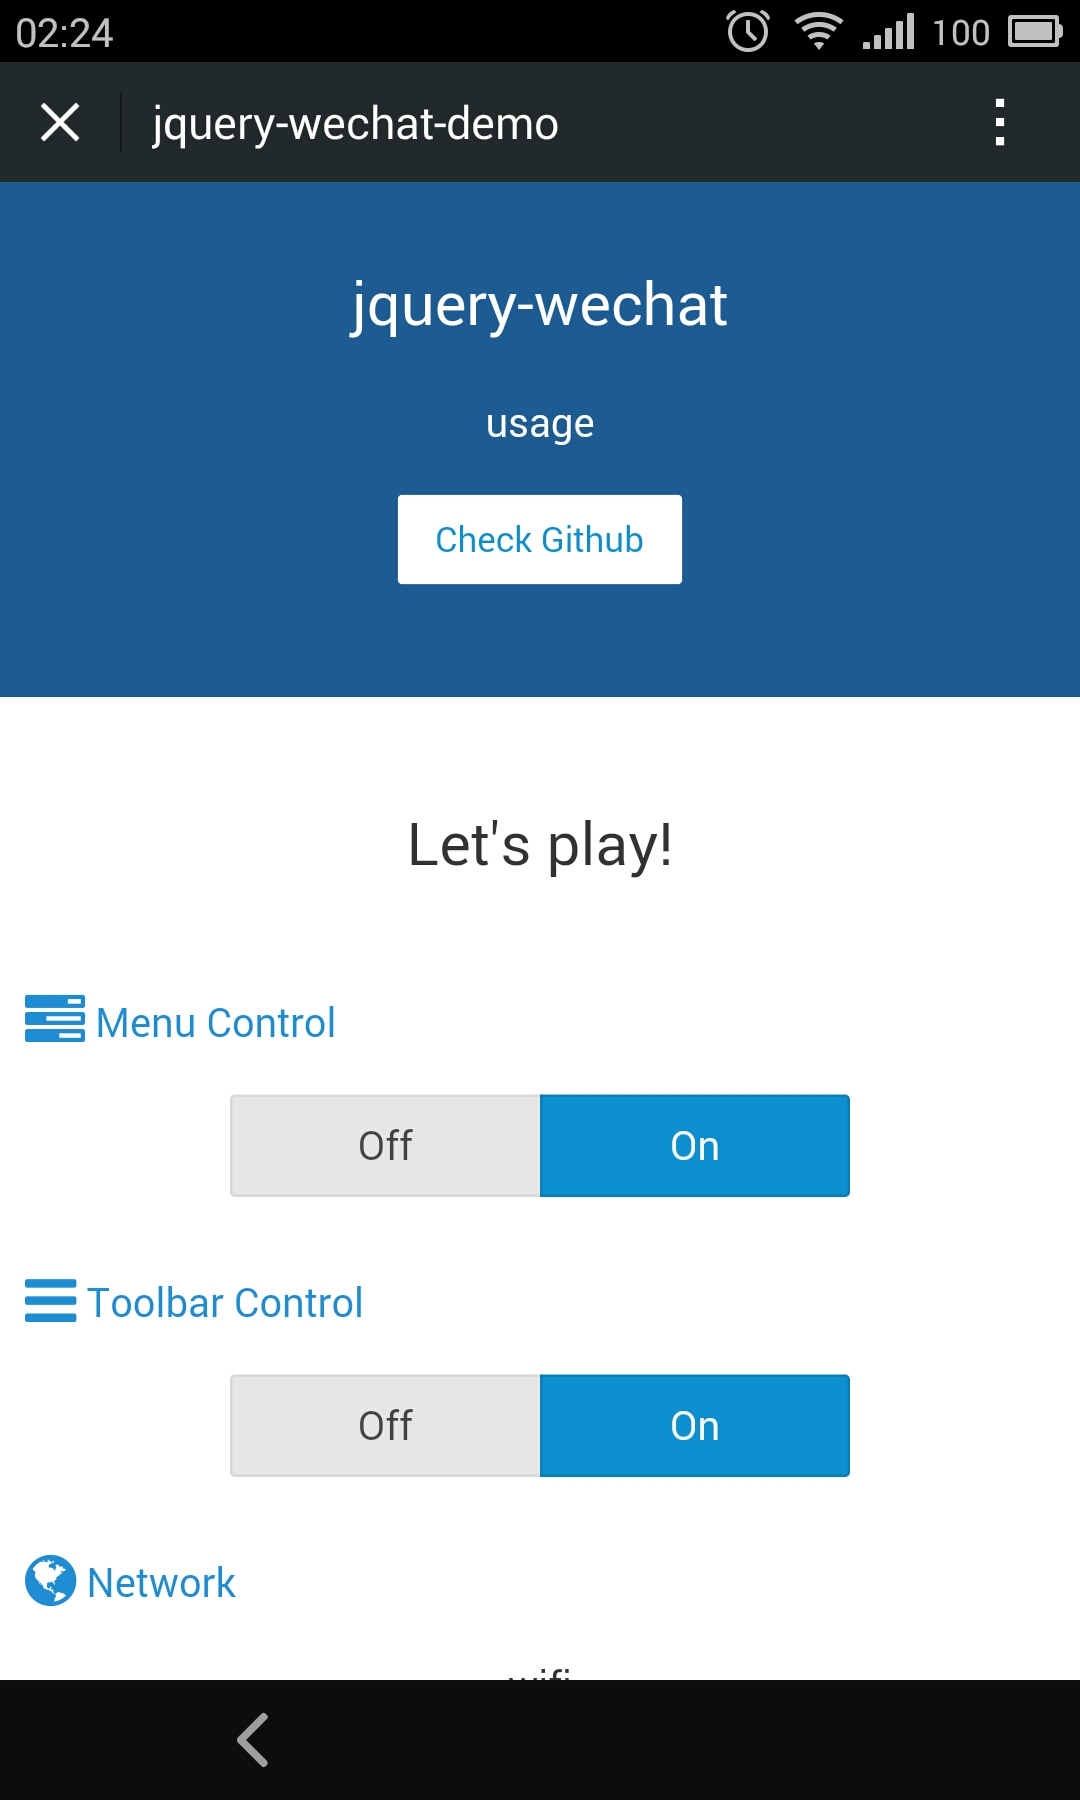 02:24 100
jquery-wechat-demo
jquery-wechat
usage
Check Github
Let's play!
Menu Control
Off On
Toolbar Control
Off On
Network
wifi